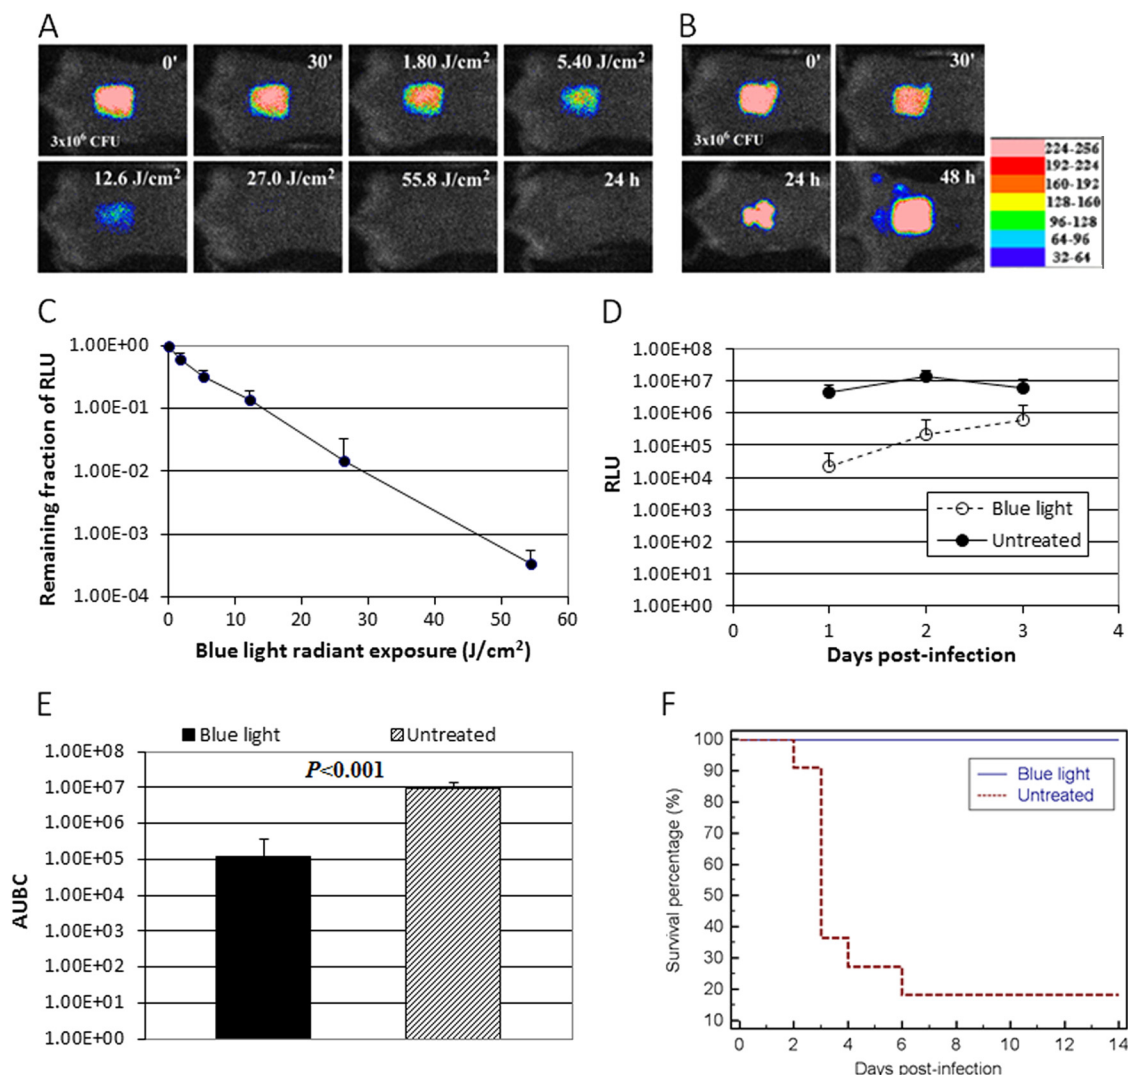 A
0'
30'
1.80 J/cm²
5.40 J/cm²
3x10⁶ CFU
12.6 J/cm²
27.0 J/cm²
55.8 J/cm²
24 h
B
0'
30'
3x10⁶ CFU
24 h
48 h
224-256
192-224
160-192
128-160
96-128
64-96
32-64
C
Remaining fraction of RLU
1.00E+00
1.00E-01
1.00E-02
1.00E-03
1.00E-04
0 10 20 30 40 50 60
Blue light radiant exposure (J/cm²)
D
RLU
1.00E+08
1.00E+07
1.00E+06
1.00E+05
1.00E+04
1.00E+03
1.00E+02
1.00E+01
1.00E+00
Blue light
Untreated
0 1 2 3 4
Days post-infection
E
Blue light Untreated
AUBC
1.00E+08
P<0.001
1.00E+07
1.00E+06
1.00E+05
1.00E+04
1.00E+03
1.00E+02
1.00E+01
1.00E+00
F
Survival percentage (%)
100
90
80
70
60
50
40
30
20
10
Blue light
Untreated
0 2 4 6 8 10 12 14
Days post-infection